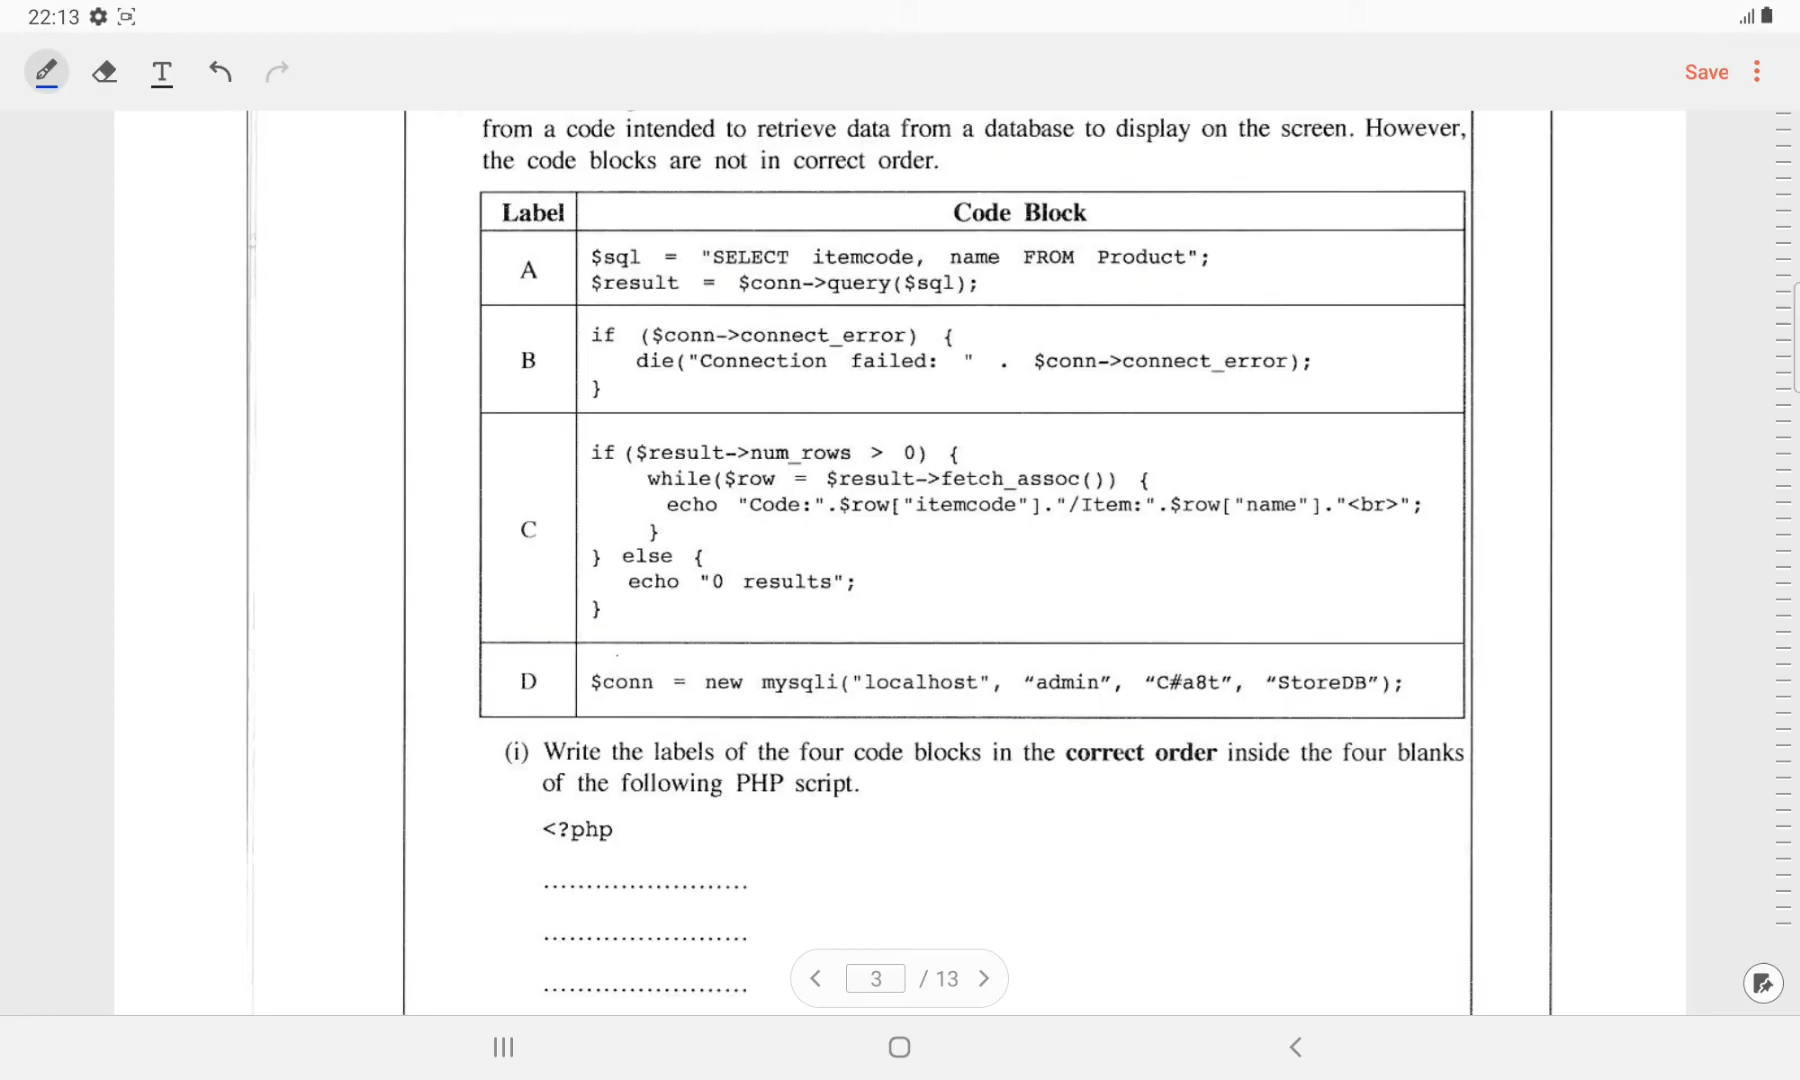 22:13
Save
from a code intended to retrieve data from a database to display on the screen. However,
the code blocks are not in correct order.
Label Code Block
A
$sql = "SELECT itemcode, name FROM Product";
$result = $conn->query($sql);
B
if ($conn->connect_error) {
die("Connection failed: " . $conn->connect_error);
}
C
if ($result->num_rows > 0) {
while($row = $result->fetch_assoc()) {
echo "Code:".$row["itemcode"]."/Item:".$row["name"]."<br>";
}
} else {
echo "0 results";
}
D
$conn = new mysqli("localhost", “admin”, “C#a8t”, “StoreDB”);
(i) Write the labels of the four code blocks in the correct order inside the four blanks
of the following PHP script.
<?php
........................
........................
........................
3 / 13